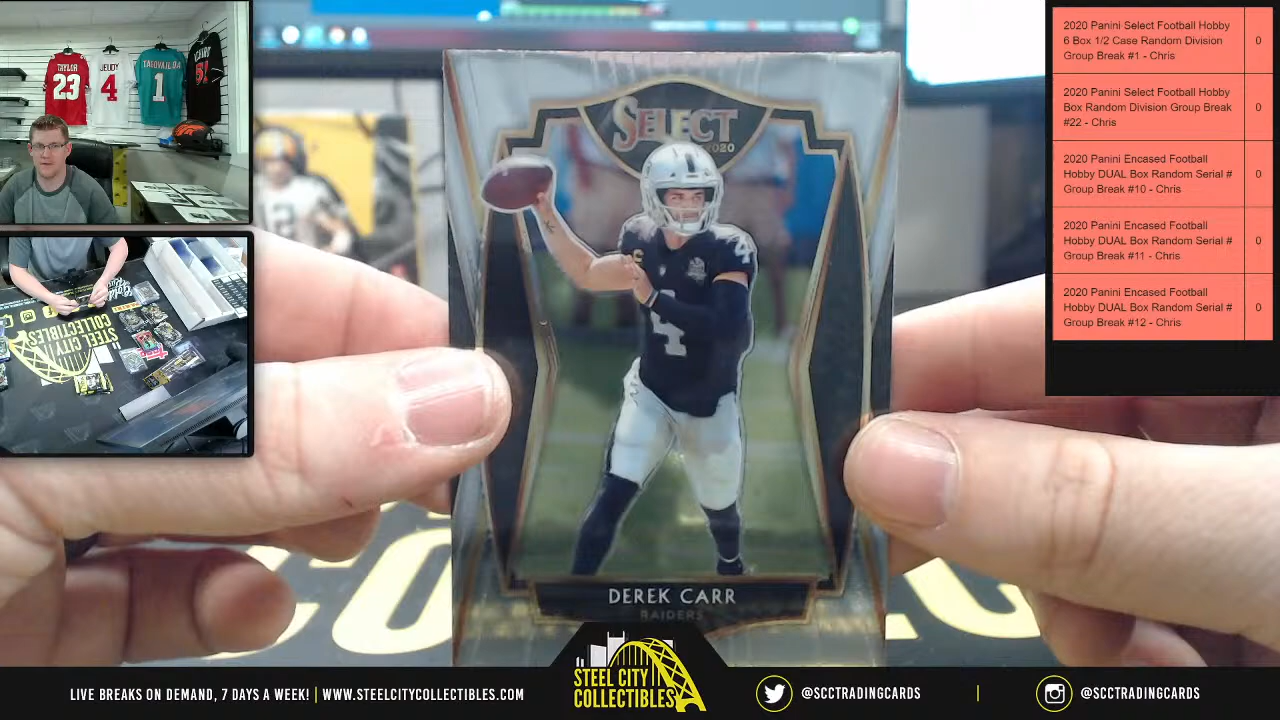 TAYLOR
23
JEUDY
4
TAGOVAILOA
1
51
STEEL CITY
COLLECTIBLES
SELECT
2020
4
4
C
DEREK CARR
RAIDERS
2020 Panini Select Football Hobby
6 Box 1/2 Case Random Division
Group Break #1 - Chris
0
2020 Panini Select Football Hobby
Box Random Division Group Break
#22 - Chris
0
2020 Panini Encased Football
Hobby DUAL Box Random Serial #
Group Break #10 - Chris
0
2020 Panini Encased Football
Hobby DUAL Box Random Serial #
Group Break #11 - Chris
0
2020 Panini Encased Football
Hobby DUAL Box Random Serial #
Group Break #12 - Chris
0
LIVE BREAKS ON DEMAND, 7 DAYS A WEEK! | WWW.STEELCITYCOLLECTIBLES.COM
STEEL CITY
COLLECTIBLES
@SCCTRADINGCARDS | @SCCTRADINGCARDS